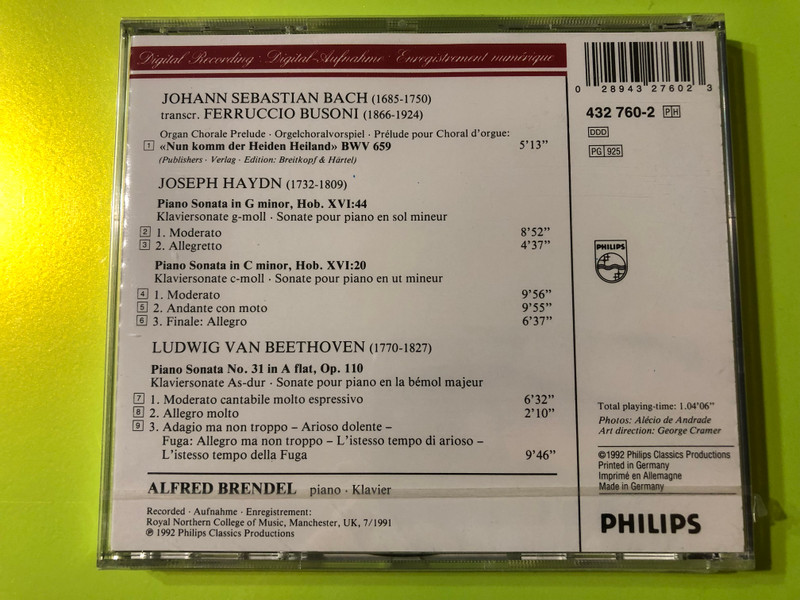 Digital Recording · Digital-Aufnahme · Enregistrement numérique
JOHANN SEBASTIAN BACH (1685-1750)
transcr. FERRUCCIO BUSONI (1866-1924)
Organ Chorale Prelude · Orgelchoralvorspiel · Prélude pour Choral d'orgue:
1 «Nun komm der Heiden Heiland» BWV 659 5'13"
(Publishers · Verlag · Edition: Breitkopf & Härtel)
JOSEPH HAYDN (1732-1809)
Piano Sonata in G minor, Hob. XVI:44
Klaviersonate g-moll · Sonate pour piano en sol mineur
2 1. Moderato 8'52"
3 2. Allegretto 4'37"
Piano Sonata in C minor, Hob. XVI:20
Klaviersonate c-moll · Sonate pour piano en ut mineur
4 1. Moderato 9'56"
5 2. Andante con moto 9'55"
6 3. Finale: Allegro 6'37"
LUDWIG VAN BEETHOVEN (1770-1827)
Piano Sonata No. 31 in A flat, Op. 110
Klaviersonate As-dur · Sonate pour piano en la bémol majeur
7 1. Moderato cantabile molto espressivo 6'32"
8 2. Allegro molto 2'10"
9 3. Adagio ma non troppo – Arioso dolente –
Fuga: Allegro ma non troppo – L'istesso tempo di arioso –
L'istesso tempo della Fuga 9'46"
ALFRED BRENDEL piano · Klavier
Recorded · Aufnahme · Enregistrement:
Royal Northern College of Music, Manchester, UK, 7/1991
℗ 1992 Philips Classics Productions
0 28943 27602 3
432 760-2 PH
DDD
PG 925
PHILIPS
Total playing-time: 1.04'06"
Photos: Alécio de Andrade
Art direction: George Cramer
©1992 Philips Classics Productions
Printed in Germany
Imprimé en Allemagne
Made in Germany
PHILIPS